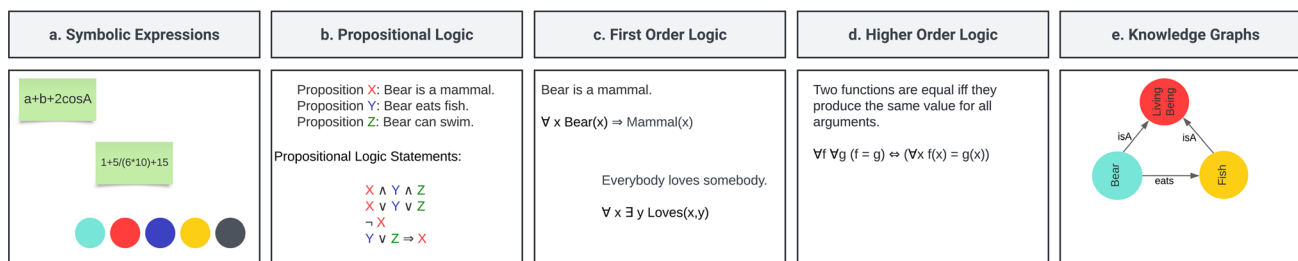 a. Symbolic Expressions
a+b+2cosA
1+5/(6*10)+15
b. Propositional Logic
Proposition X: Bear is a mammal.
Proposition Y: Bear eats fish.
Proposition Z: Bear can swim.
Propositional Logic Statements:
X ∧ Y ∧ Z
X ∨ Y ∨ Z
¬ X
Y ∨ Z ⇒ X
c. First Order Logic
Bear is a mammal.
∀ x Bear(x) ⇒ Mammal(x)
Everybody loves somebody.
∀ x ∃ y Loves(x,y)
d. Higher Order Logic
Two functions are equal iff they
produce the same value for all
arguments.
∀f ∀g (f = g) ⇔ (∀x f(x) = g(x))
e. Knowledge Graphs
Living
Being
isA
isA
Bear
eats
Fish